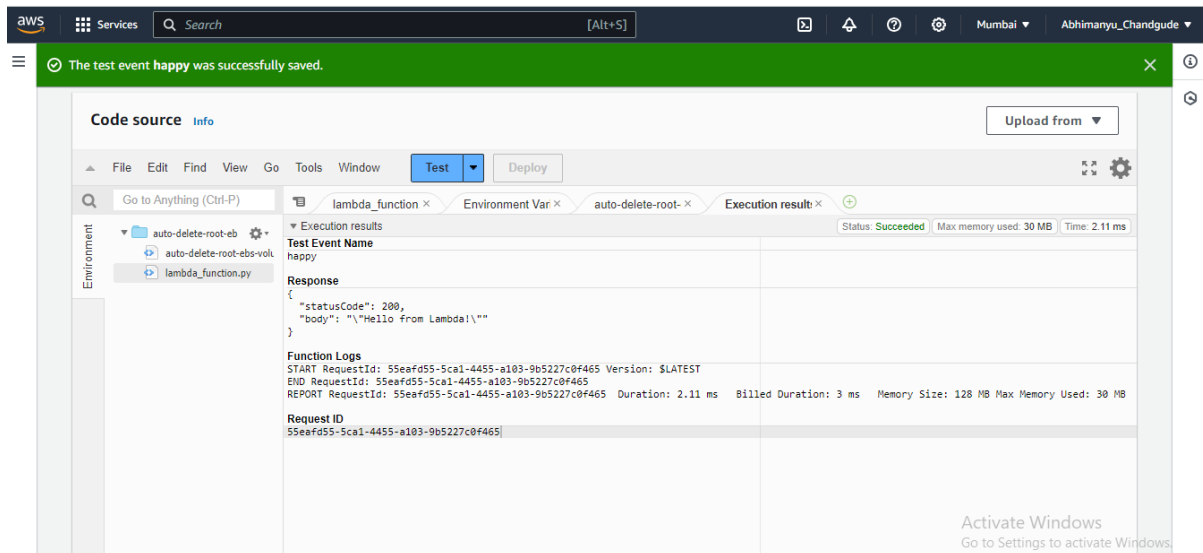 aws Services Search [Alt+S] Mumbai Abhimanyu_Chandgude
The test event happy was successfully saved.
Code source Info Upload from
File Edit Find View Go Tools Window Test Deploy
Go to Anything (Ctrl-P) lambda_function Environment Vari auto-delete-root- Execution results
Environment
auto-delete-root-eb
auto-delete-root-ebs-volu
lambda_function.py
Execution results Status: Succeeded Max memory used: 30 MB Time: 2.11 ms
Test Event Name
happy
Response
{
"statusCode": 200,
"body": "\"Hello from Lambda!\""
}
Function Logs
START RequestId: 55eafd55-5ca1-4455-a103-9b5227c0f465 Version: $LATEST
END RequestId: 55eafd55-5ca1-4455-a103-9b5227c0f465
REPORT RequestId: 55eafd55-5ca1-4455-a103-9b5227c0f465 Duration: 2.11 ms Billed Duration: 3 ms Memory Size: 128 MB Max Memory Used: 30 MB
Request ID
55eafd55-5ca1-4455-a103-9b5227c0f465
Activate Windows
Go to Settings to activate Windows.